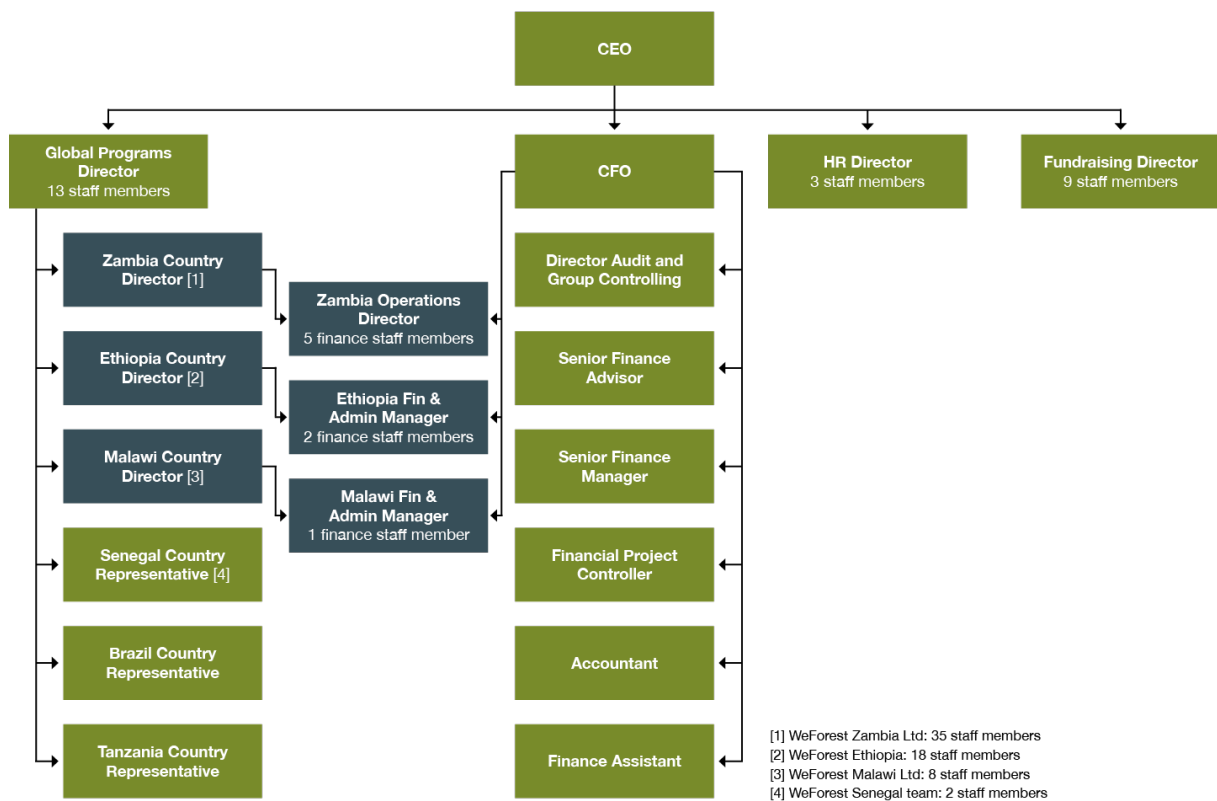 CEO
Global Programs
Director
13 staff members
CFO
HR Director
3 staff members
Fundraising Director
9 staff members
Zambia Country
Director [1]
Ethiopia Country
Director [2]
Malawi Country
Director [3]
Senegal Country
Representative [4]
Brazil Country
Representative
Tanzania Country
Representative
Zambia Operations
Director
5 finance staff members
Ethiopia Fin &
Admin Manager
2 finance staff members
Malawi Fin &
Admin Manager
1 finance staff member
Director Audit and
Group Controlling
Senior Finance
Advisor
Senior Finance
Manager
Financial Project
Controller
Accountant
Finance Assistant
[1] WeForest Zambia Ltd: 35 staff members
[2] WeForest Ethiopia: 18 staff members
[3] WeForest Malawi Ltd: 8 staff members
[4] WeForest Senegal team: 2 staff members